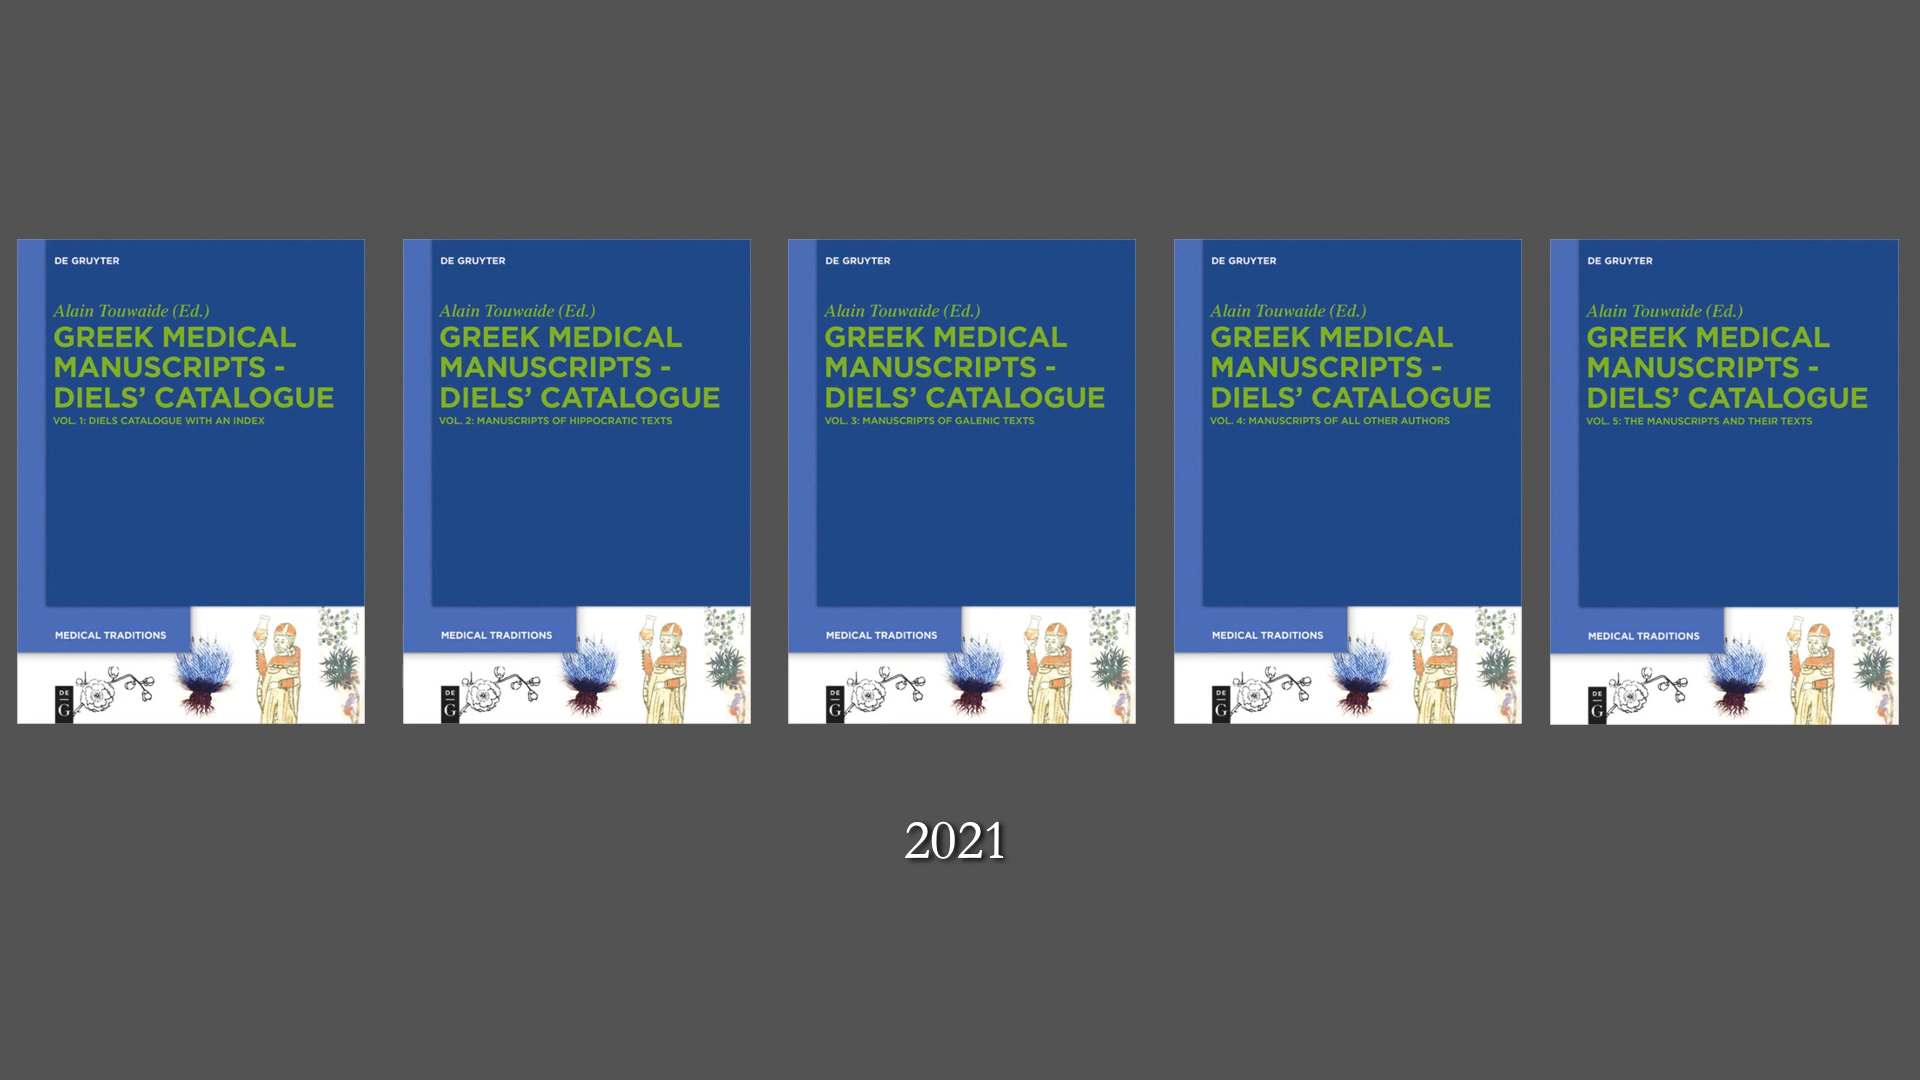 DE GRUYTER
Alain Touwaide (Ed.)
GREEK MEDICAL
MANUSCRIPTS -
DIELS’ CATALOGUE
VOL. 1: DIELS CATALOGUE WITH AN INDEX
MEDICAL TRADITIONS
DE
G
DE GRUYTER
Alain Touwaide (Ed.)
GREEK MEDICAL
MANUSCRIPTS -
DIELS’ CATALOGUE
VOL. 2: MANUSCRIPTS OF HIPPOCRATIC TEXTS
MEDICAL TRADITIONS
DE
G
DE GRUYTER
Alain Touwaide (Ed.)
GREEK MEDICAL
MANUSCRIPTS -
DIELS’ CATALOGUE
VOL. 3: MANUSCRIPTS OF GALENIC TEXTS
MEDICAL TRADITIONS
DE
G
DE GRUYTER
Alain Touwaide (Ed.)
GREEK MEDICAL
MANUSCRIPTS -
DIELS’ CATALOGUE
VOL. 4: MANUSCRIPTS OF ALL OTHER AUTHORS
MEDICAL TRADITIONS
DE
G
DE GRUYTER
Alain Touwaide (Ed.)
GREEK MEDICAL
MANUSCRIPTS -
DIELS’ CATALOGUE
VOL. 5: THE MANUSCRIPTS AND THEIR TEXTS
MEDICAL TRADITIONS
DE
G
2021